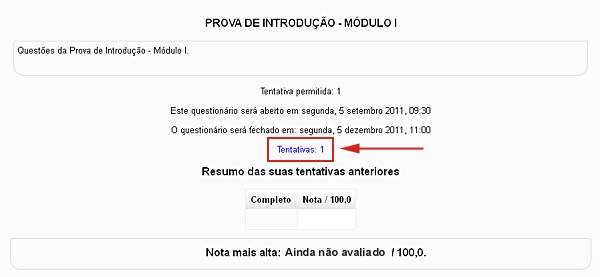 PROVA DE INTRODUÇÃO - MÓDULO I
Questões da Prova de Introdução - Módulo I.
Tentativa permitida: 1
Este questionário será aberto em segunda, 5 setembro 2011, 09:30
O questionário será fechado em: segunda, 5 dezembro 2011, 11:00
Tentativas: 1
Resumo das suas tentativas anteriores
Completo Nota / 100,0
Nota mais alta: Ainda não avaliado / 100,0.